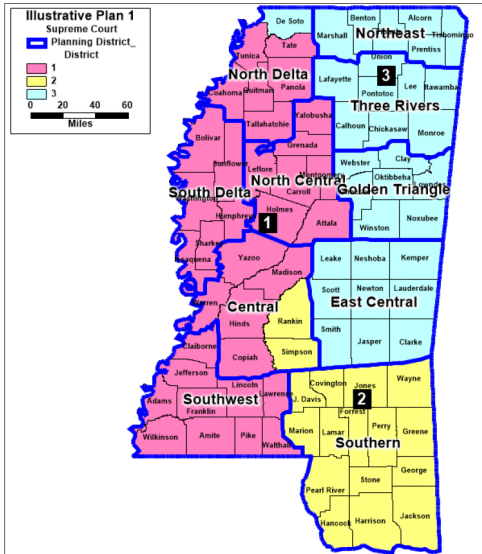 Illustrative Plan 1
Supreme Court
Planning District_
District
1
2
3
0 20 40 60
Miles
De Soto
Benton
Alcorn
Marshall
Northeast
Tishomingo
Prentiss
Tunica
Tate
North Delta
Union
3
Lafayette
Lee
Itawamba
Pontotoc
Coahoma
Quitman
Panola
Three Rivers
Yalobusha
Tallahatchie
Calhoun
Chickasaw
Monroe
Bolivar
Grenada
Sunflower
Leflore
North Central
Montgomery
Carroll
Webster
Clay
Oktibbeha
Golden Triangle
Lowndes
South Delta
Washington
Holmes
Humphreys
1
Attala
Winston
Noxubee
Sharkey
Issaquena
Yazoo
Madison
Leake
Neshoba
Kemper
Scott
Newton
Lauderdale
Warren
Central
Rankin
East Central
Hinds
Smith
Jasper
Clarke
Claiborne
Copiah
Simpson
Jefferson
Lincoln
Lawrence
Covington
Jones
Wayne
2
J. Davis
Adams
Southwest
Franklin
Forrest
Perry
Greene
Marion
Lamar
Wilkinson
Amite
Pike
Walthall
Southern
George
Stone
Pearl River
Hancock
Harrison
Jackson